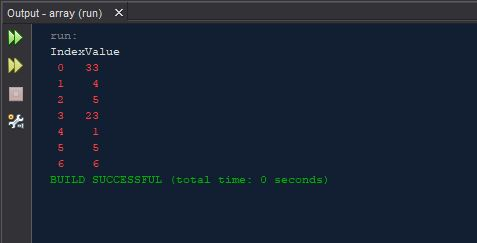 Output - array (run)
run:
IndexValue
0 33
1 4
2 5
3 23
4 1
5 5
6 6
BUILD SUCCESSFUL (total time: 0 seconds)